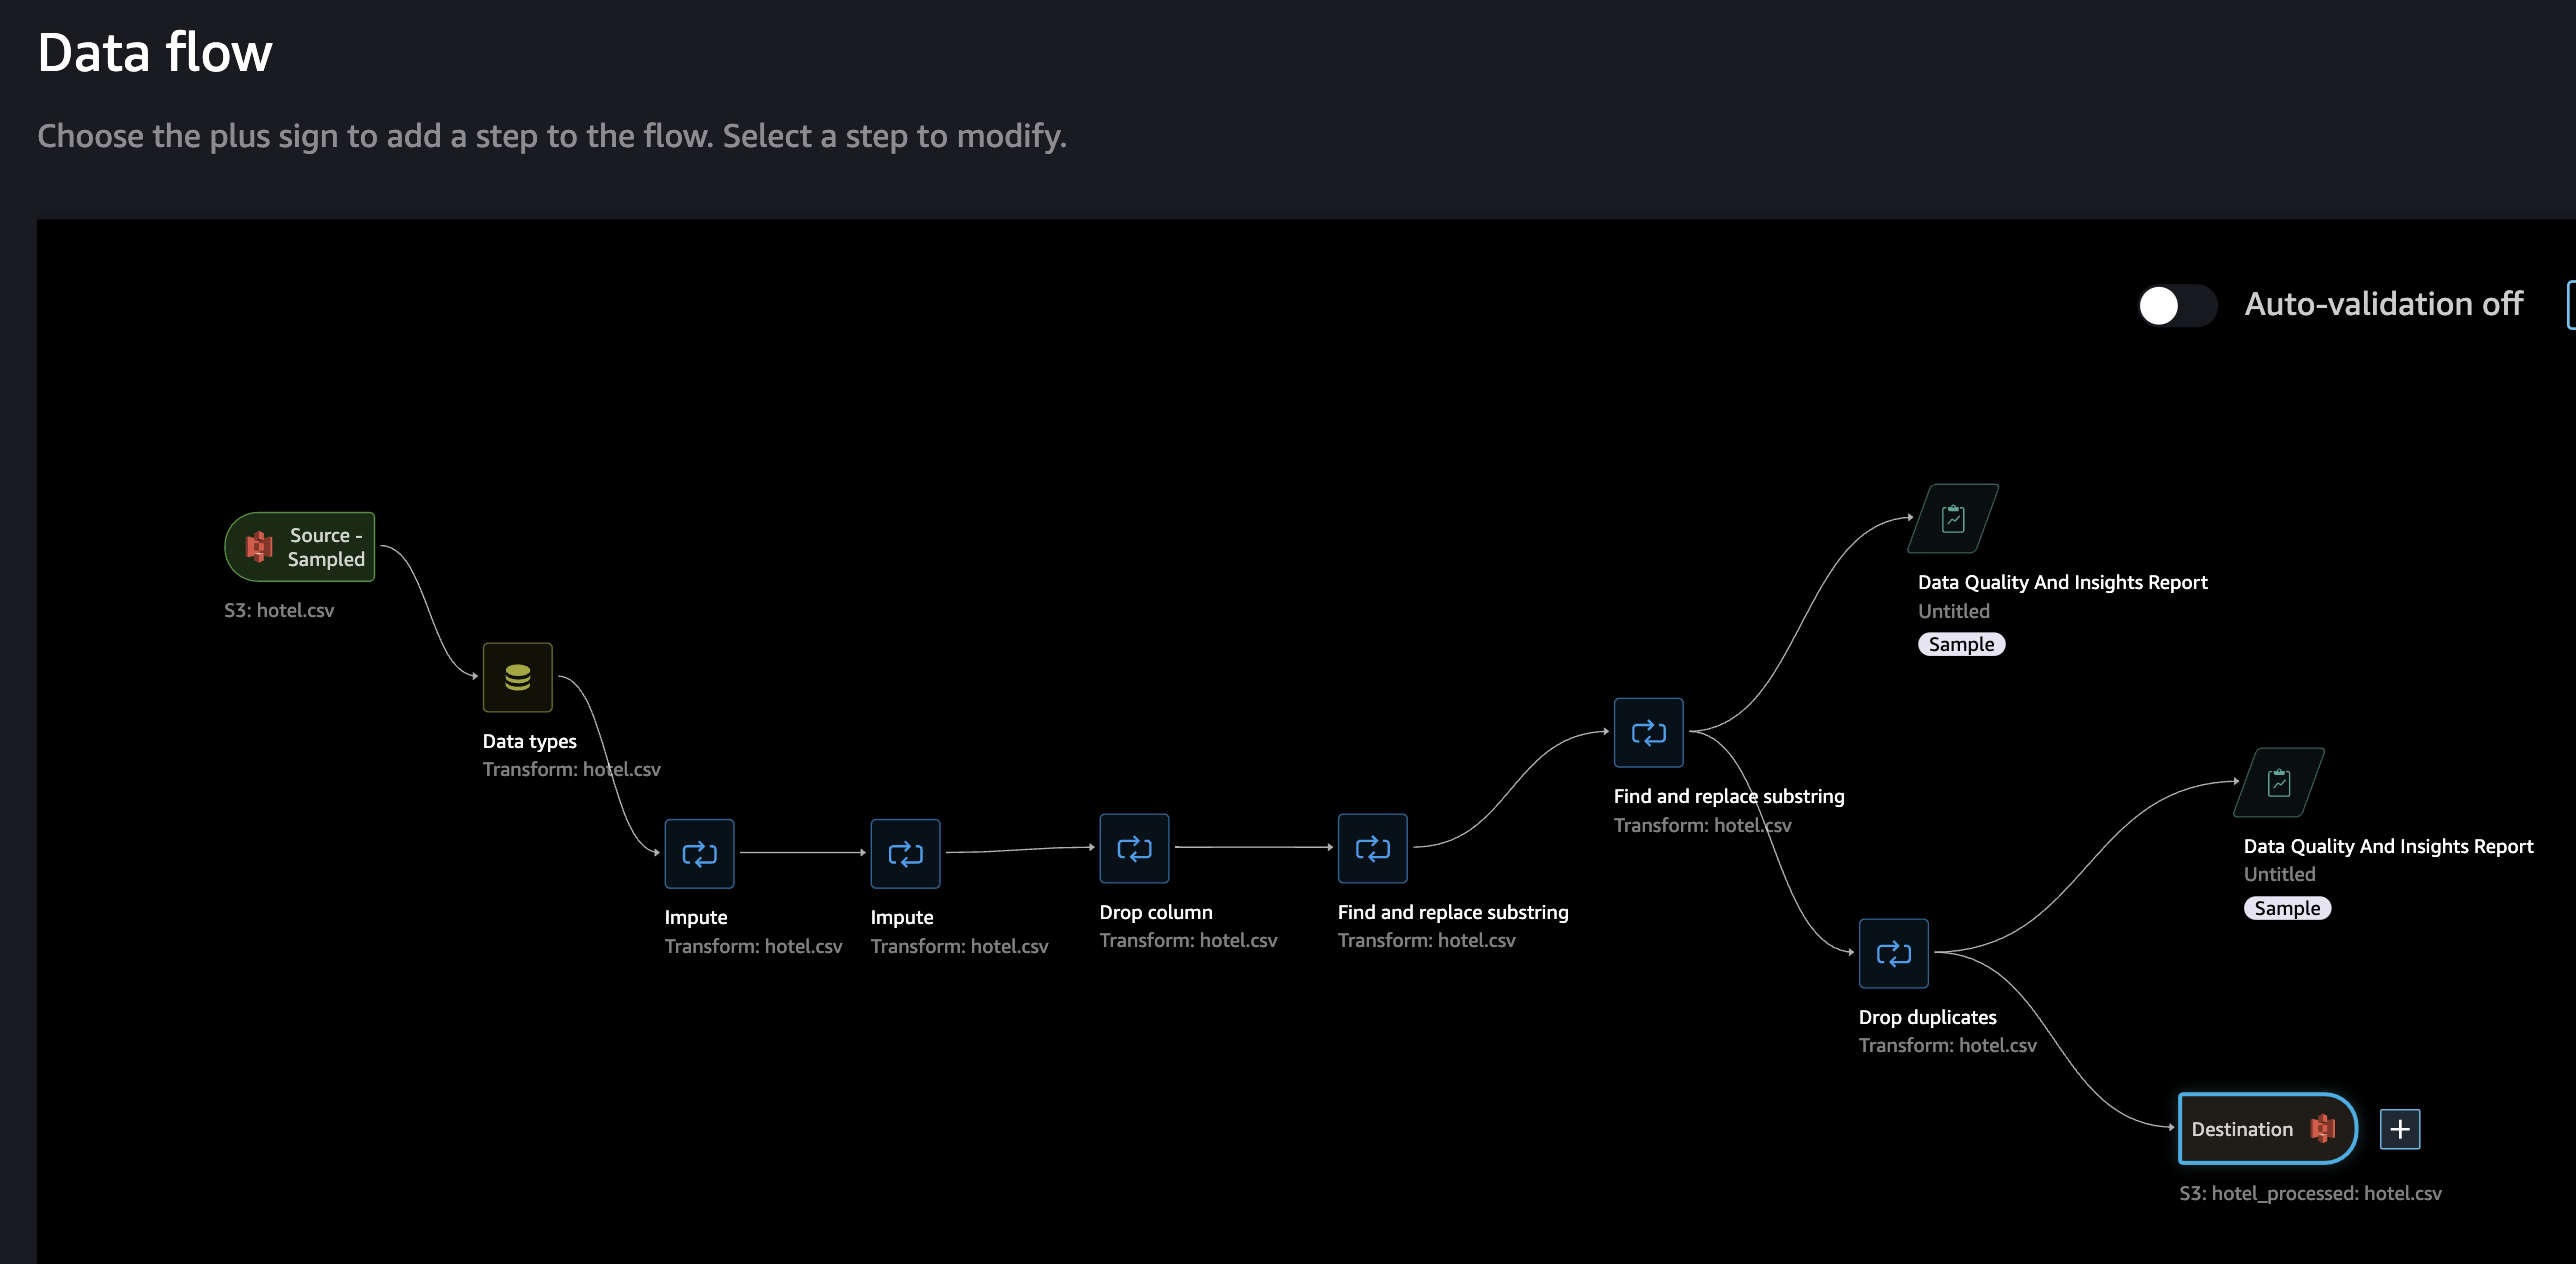 Data flow
Choose the plus sign to add a step to the flow. Select a step to modify.
Auto-validation off
Source -
Sampled
S3: hotel.csv
Data types
Transform: hotel.csv
Impute
Transform: hotel.csv
Impute
Transform: hotel.csv
Drop column
Transform: hotel.csv
Find and replace substring
Transform: hotel.csv
Find and replace substring
Transform: hotel.csv
Data Quality And Insights Report
Untitled
Sample
Drop duplicates
Transform: hotel.csv
Data Quality And Insights Report
Untitled
Sample
Destination
S3: hotel_processed: hotel.csv